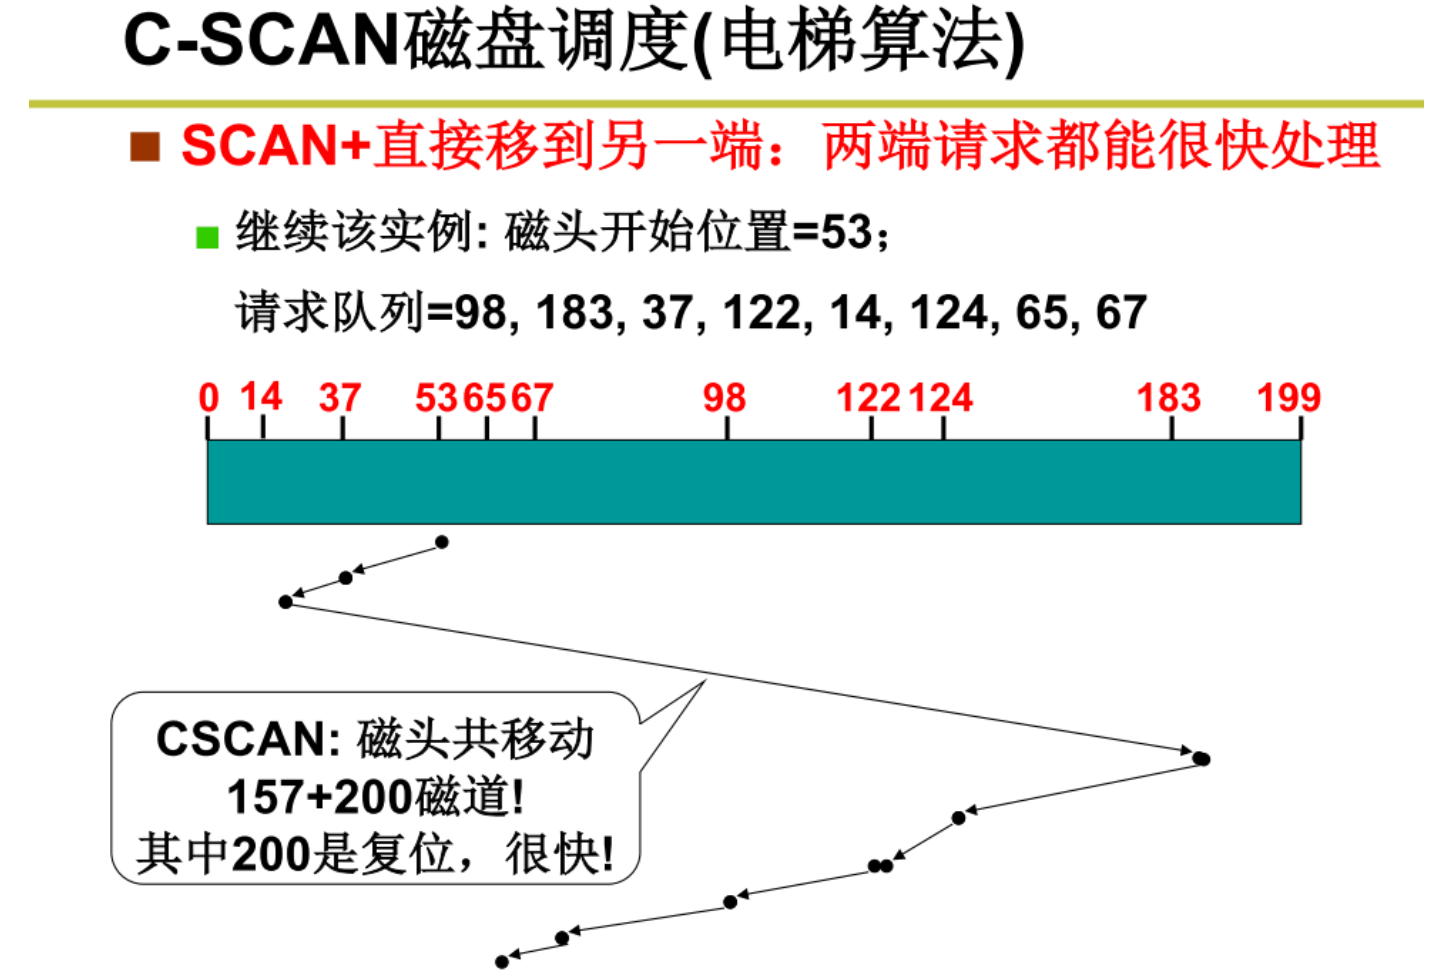 C-SCAN磁盘调度(电梯算法)
SCAN+直接移到另一端：两端请求都能很快处理
继续该实例: 磁头开始位置=53；
请求队列=98, 183, 37, 122, 14, 124, 65, 67
0 14 37 53 65 67 98 122 124 183 199
CSCAN: 磁头共移动
157+200磁道!
其中200是复位，很快!